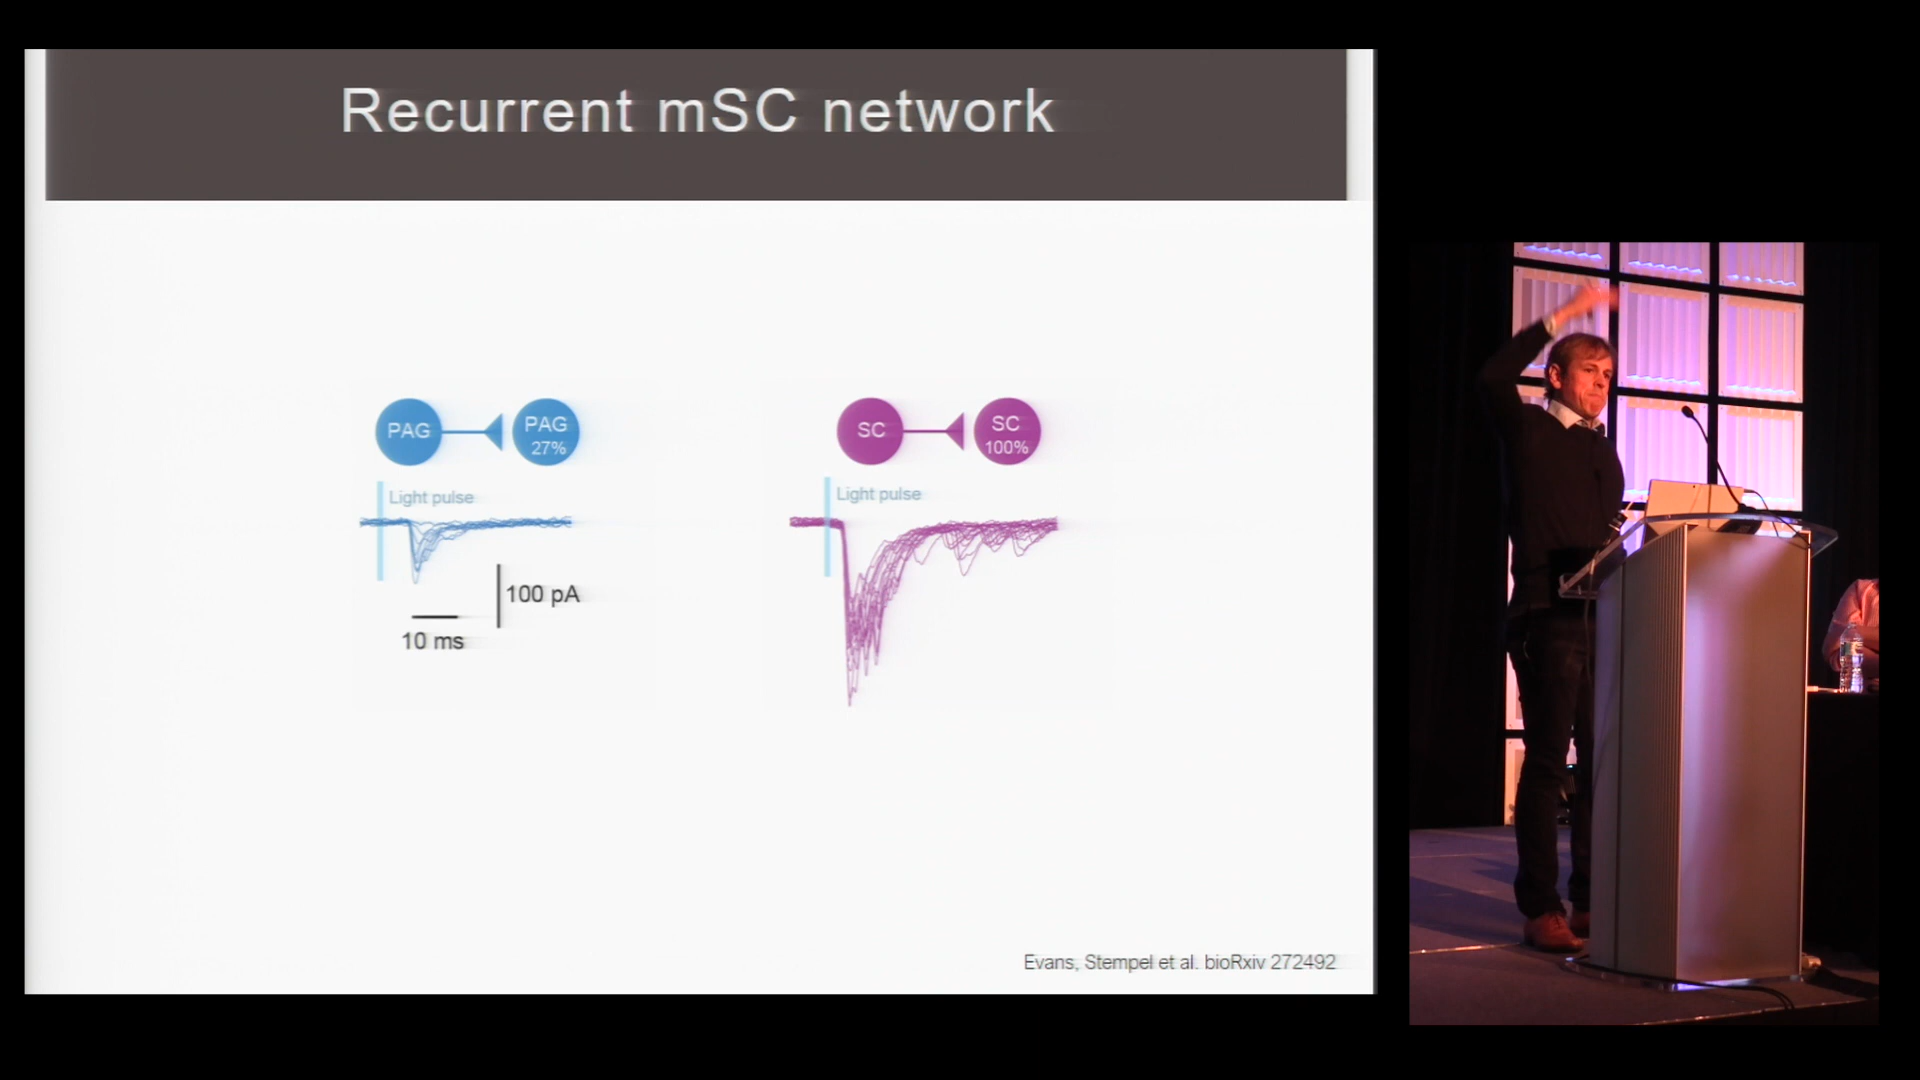 Recurrent mSC network
PAG
PAG
27%
SC
SC
100%
Light pulse
Light pulse
100 pA
10 ms
Evans, Stempel et al. bioRxiv 272492